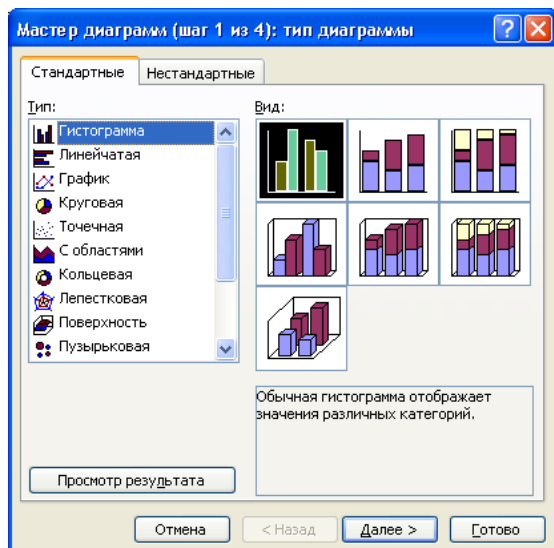 Мастер диаграмм (шаг 1 из 4): тип диаграммы
Стандартные Нестандартные
Тип:
Вид:
Гистограмма
Линейчатая
График
Круговая
Точечная
С областями
Кольцевая
Лепестковая
Поверхность
Пузырьковая
Обычная гистограмма отображает
значения различных категорий.
Просмотр результата
Отмена < Назад Далее > Готово